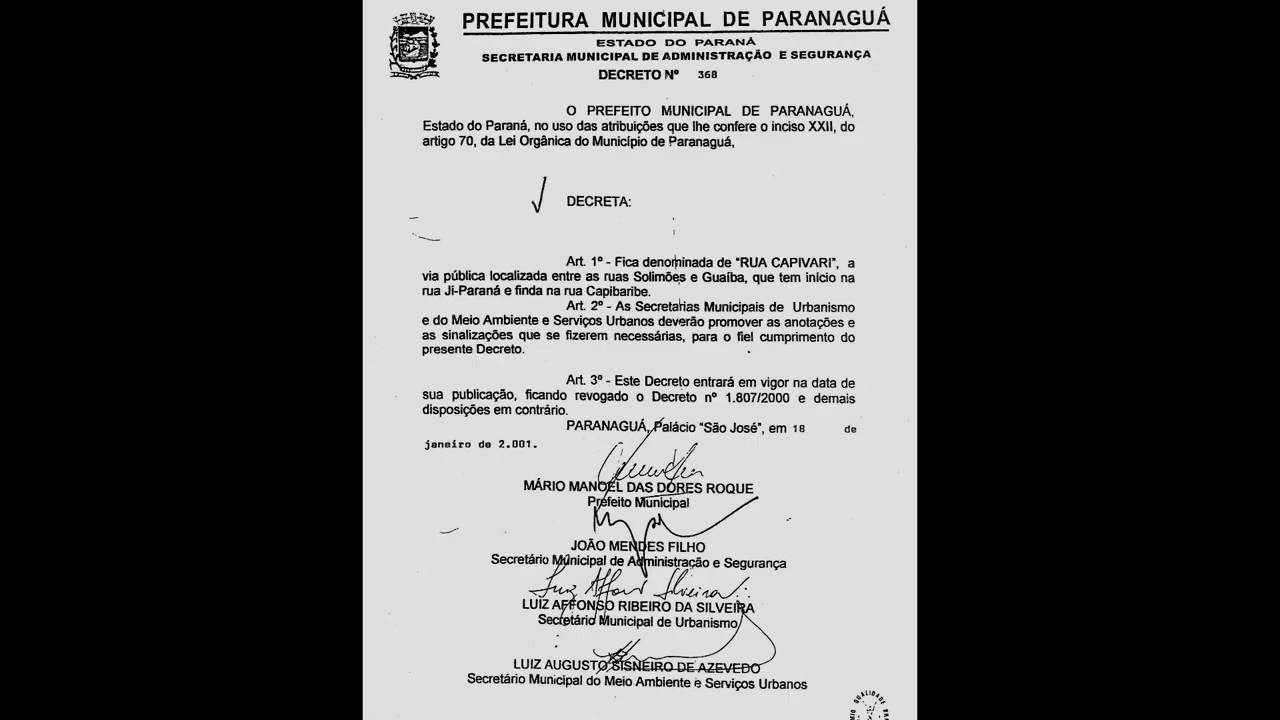 PREFEITURA MUNICIPAL DE PARANAGUÁ
ESTADO DO PARANÁ
SECRETARIA MUNICIPAL DE ADMINISTRAÇÃO E SEGURANÇA
DECRETO Nº 368
O PREFEITO MUNICIPAL DE PARANAGUÁ,
Estado do Paraná, no uso das atribuições que lhe confere o inciso XXII, do
artigo 70, da Lei Orgânica do Município de Paranaguá,
DECRETA:
Art. 1º - Fica denominada de "RUA CAPIVARI", a
via pública localizada entre as ruas Solimões e Guaíba, que tem início na
rua Ji-Paraná e finda na rua Capibaribe.
Art. 2º - As Secretarias Municipais de Urbanismo
e do Meio Ambiente e Serviços Urbanos deverão promover as anotações e
as sinalizações que se fizerem necessárias, para o fiel cumprimento do
presente Decreto.
Art. 3º - Este Decreto entrará em vigor na data de
sua publicação, ficando revogado o Decreto nº 1.807/2000 e demais
disposições em contrário.
PARANAGUÁ, Palácio "São José", em 18 de
janeiro de 2.001.
MÁRIO MANOEL DAS DORES ROQUE
Prefeito Municipal
JOÃO MENDES FILHO
Secretário Municipal de Administração e Segurança
Luiz Affonso Silveira
LUIZ AFFONSO RIBEIRO DA SILVEIRA
Secretário Municipal de Urbanismo
LUIZ AUGUSTO SISNEIRO DE AZEVEDO
Secretário Municipal do Meio Ambiente e Serviços Urbanos
QUALIDADE